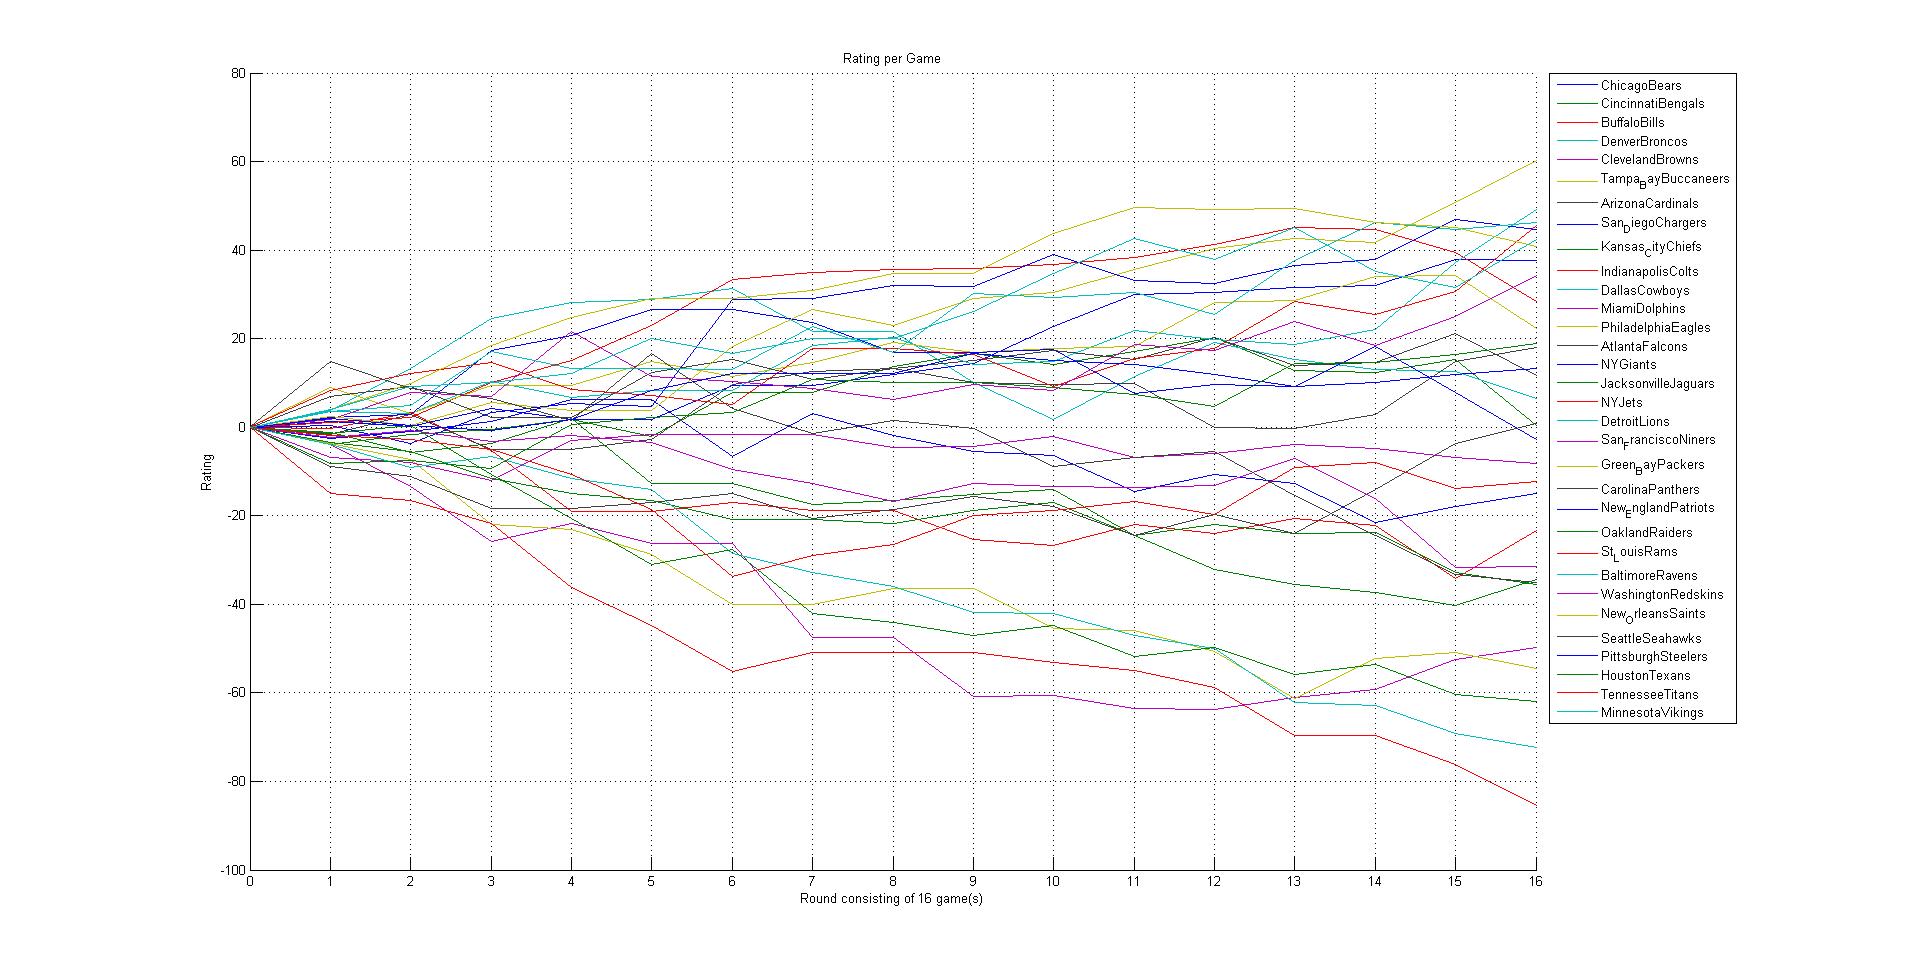 Rating per Game
80
60
40
20
0
-20
-40
-60
-80
-100
Rating
0 1 2 3 4 5 6 7 8 9 10 11 12 13 14 15 16
Round consisting of 16 game(s)
ChicagoBears
CincinnatiBengals
BuffaloBills
DenverBroncos
ClevelandBrowns
Tampa_BayBuccaneers
ArizonaCardinals
San_DiegoChargers
Kansas_CityChiefs
IndianapolisColts
DallasCowboys
MiamiDolphins
PhiladelphiaEagles
AtlantaFalcons
NYGiants
JacksonvilleJaguars
NYJets
DetroitLions
San_FranciscoNiners
Green_BayPackers
CarolinaPanthers
New_EnglandPatriots
OaklandRaiders
St_LouisRams
BaltimoreRavens
WashingtonRedskins
New_OrleansSaints
SeattleSeahawks
PittsburghSteelers
HoustonTexans
TennesseeTitans
MinnesotaVikings